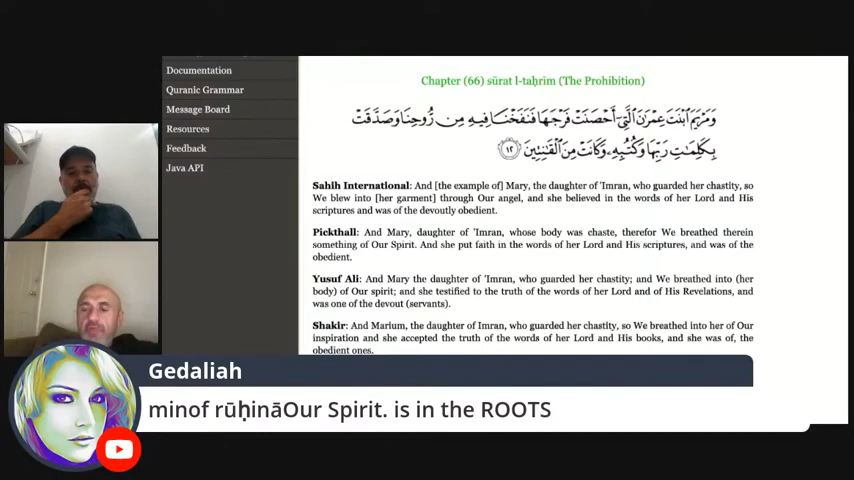 Documentation
Quranic Grammar
Message Board
Resources
Feedback
Java API
Chapter (66) sūrat l-taḥrīm (The Prohibition)
وَمَرْيَمَ ابْنَتَ عِمْرَانَ الَّتِي أَحْصَنَتْ فَرْجَهَا فَنَفَخْنَا فِيهِ مِن رُّوحِنَا وَصَدَّقَتْ
بِكَلِمَاتِ رَبِّهَا وَكُتُبِهِ وَكَانَتْ مِنَ الْقَانِتِينَ ١٢
Sahih International: And [the example of] Mary, the daughter of 'Imran, who guarded her chastity, so
We blew into [her garment] through Our angel, and she believed in the words of her Lord and His
scriptures and was of the devoutly obedient.
Pickthall: And Mary, daughter of 'Imran, whose body was chaste, therefor We breathed therein
something of Our Spirit. And she put faith in the words of her Lord and His scriptures, and was of the
obedient.
Yusuf Ali: And Mary the daughter of 'Imran, who guarded her chastity; and We breathed into (her
body) of Our spirit; and she testified to the truth of the words of her Lord and of His Revelations, and
was one of the devout (servants).
Shakir: And Marium, the daughter of Imran, who guarded her chastity, so We breathed into her of Our
inspiration and she accepted the truth of the words of her Lord and His books, and she was of, the
obedient ones.
Gedaliah
minof rūḥināOur Spirit. is in the ROOTS